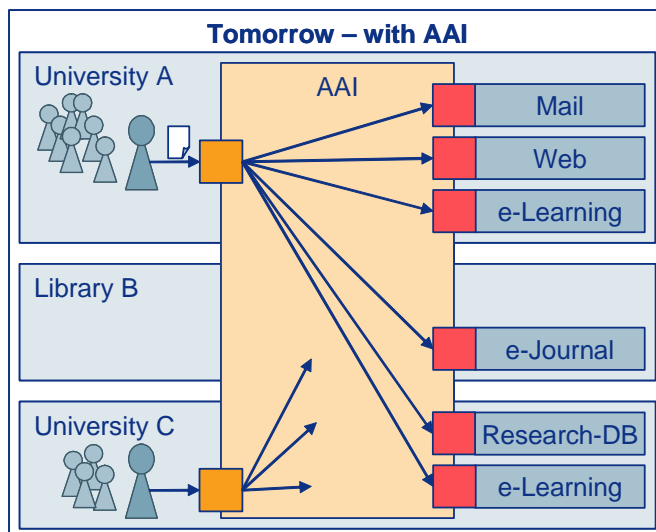 Tomorrow – with AAI
University A
AAI
Mail
Web
e-Learning
Library B
e-Journal
University C
Research-DB
e-Learning